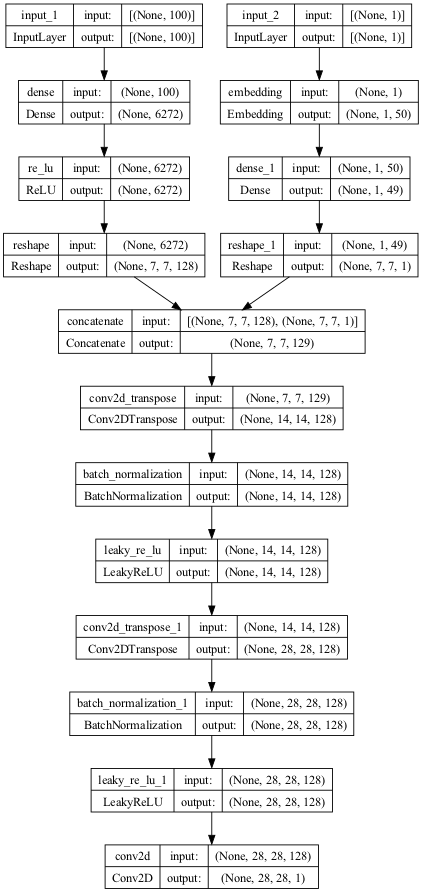 input_1 input: [(None, 100)]
InputLayer output: [(None, 100)]
input_2 input: [(None, 1)]
InputLayer output: [(None, 1)]
dense input: (None, 100)
Dense output: (None, 6272)
embedding input: (None, 1)
Embedding output: (None, 1, 50)
re_lu input: (None, 6272)
ReLU output: (None, 6272)
dense_1 input: (None, 1, 50)
Dense output: (None, 1, 49)
reshape input: (None, 6272)
Reshape output: (None, 7, 7, 128)
reshape_1 input: (None, 1, 49)
Reshape output: (None, 7, 7, 1)
concatenate input: [(None, 7, 7, 128), (None, 7, 7, 1)]
Concatenate output: (None, 7, 7, 129)
conv2d_transpose input: (None, 7, 7, 129)
Conv2DTranspose output: (None, 14, 14, 128)
batch_normalization input: (None, 14, 14, 128)
BatchNormalization output: (None, 14, 14, 128)
leaky_re_lu input: (None, 14, 14, 128)
LeakyReLU output: (None, 14, 14, 128)
conv2d_transpose_1 input: (None, 14, 14, 128)
Conv2DTranspose output: (None, 28, 28, 128)
batch_normalization_1 input: (None, 28, 28, 128)
BatchNormalization output: (None, 28, 28, 128)
leaky_re_lu_1 input: (None, 28, 28, 128)
LeakyReLU output: (None, 28, 28, 128)
conv2d input: (None, 28, 28, 128)
Conv2D output: (None, 28, 28, 1)